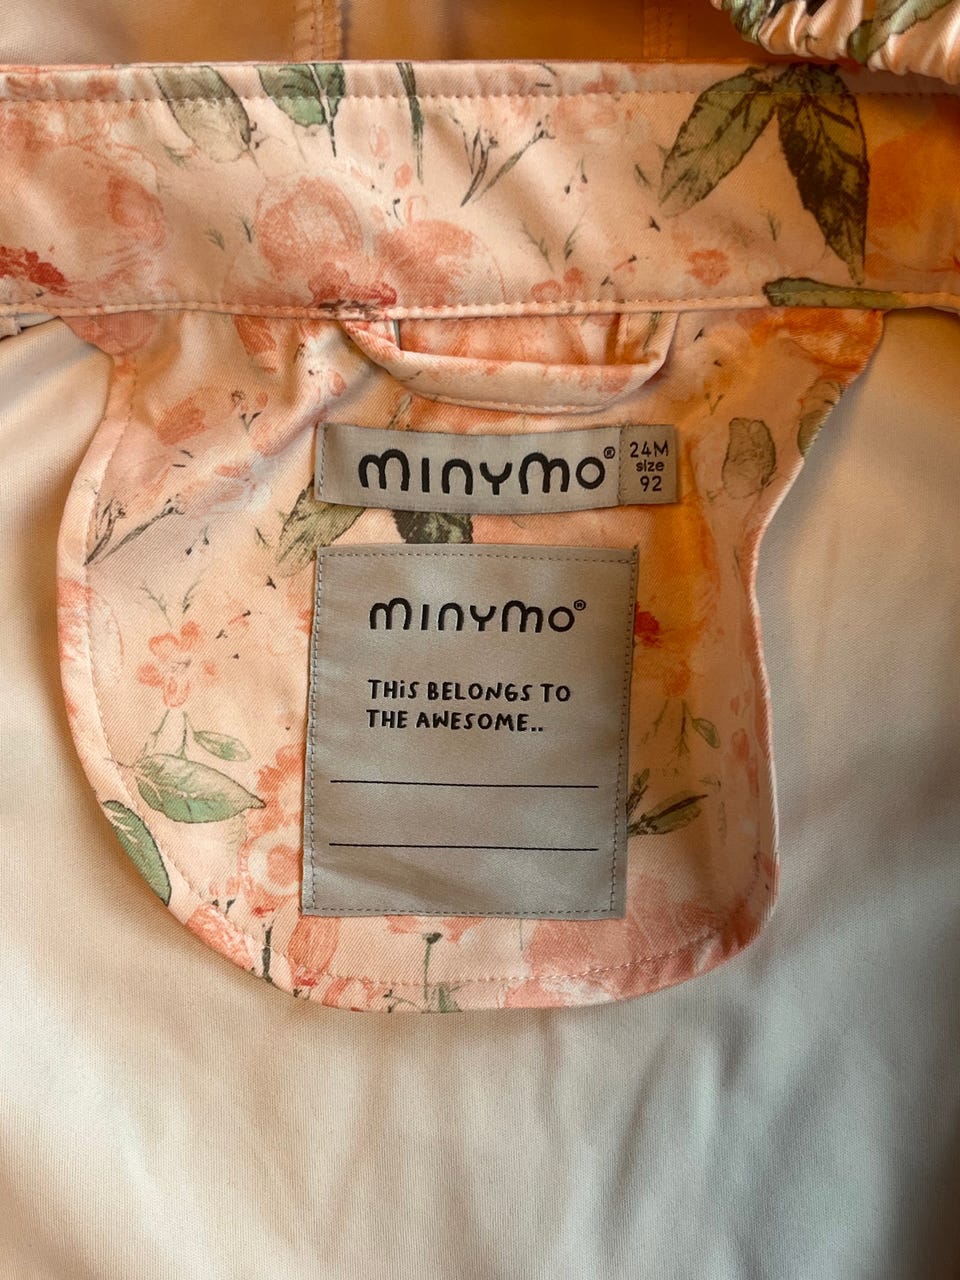 minymo®
24M
size
92
minymo®
THiS BELONGS TO
THE AWESOME..